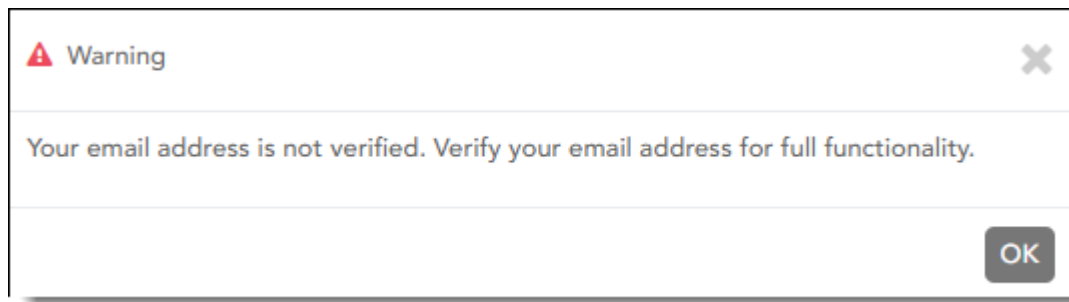 Warning
Your email address is not verified. Verify your email address for full functionality.
OK